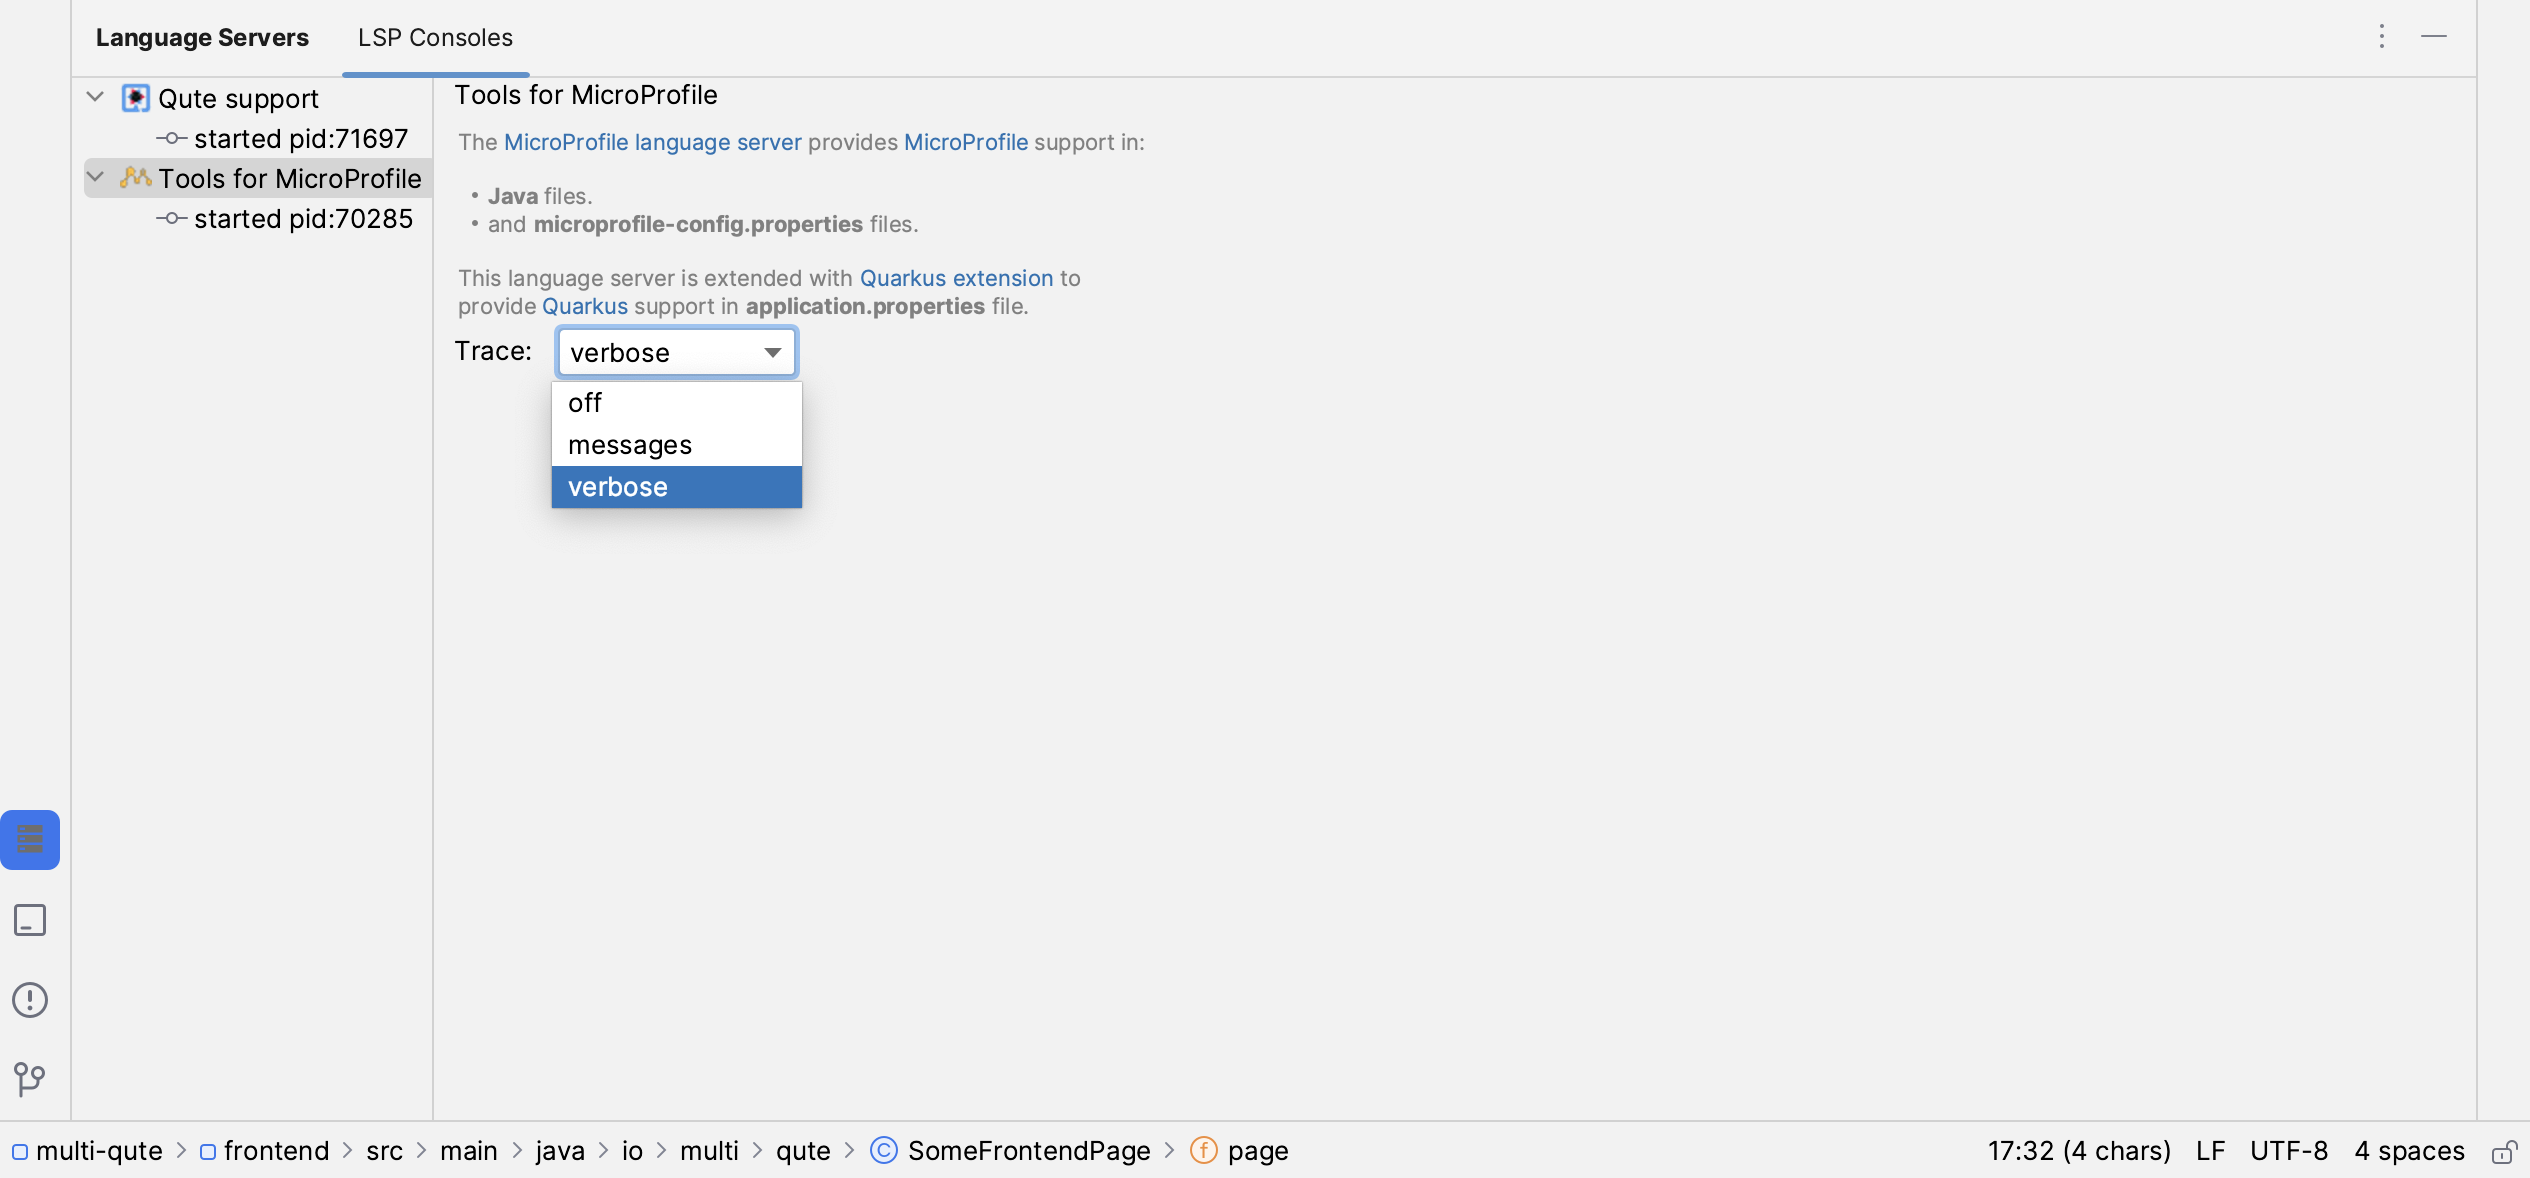 Language Servers LSP Consoles
Qute support
started pid:71697
Tools for MicroProfile
started pid:70285
Tools for MicroProfile
The MicroProfile language server provides MicroProfile support in:
• Java files.
• and microprofile-config.properties files.
This language server is extended with Quarkus extension to
provide Quarkus support in application.properties file.
Trace: verbose
off
messages
verbose
multi-qute > frontend > src > main > java > io > multi > qute > SomeFrontendPage > page 17:32 (4 chars) LF UTF-8 4 spaces